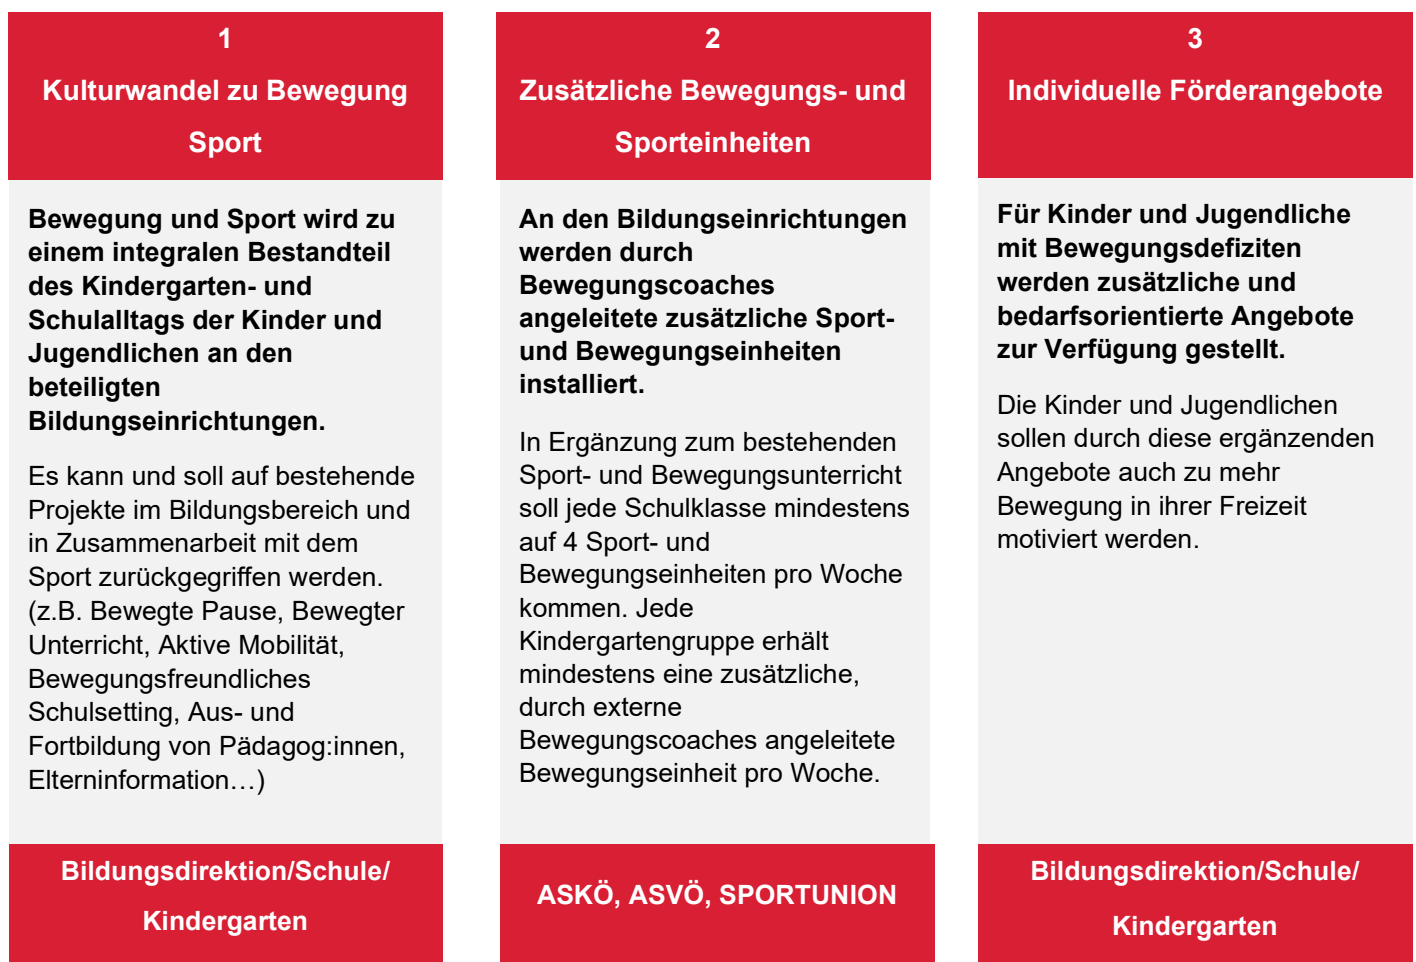 1
Kulturwandel zu Bewegung
Sport
Bewegung und Sport wird zu
einem integralen Bestandteil
des Kindergarten- und
Schulalltags der Kinder und
Jugendlichen an den
beteiligten
Bildungseinrichtungen.
Es kann und soll auf bestehende
Projekte im Bildungsbereich und
in Zusammenarbeit mit dem
Sport zurückgegriffen werden.
(z.B. Bewegte Pause, Bewegter
Unterricht, Aktive Mobilität,
Bewegungsfreundliches
Schulsetting, Aus- und
Fortbildung von Pädagog:innen,
Elterninformation…)
Bildungsdirektion/Schule/
Kindergarten
2
Zusätzliche Bewegungs- und
Sporteinheiten
An den Bildungseinrichtungen
werden durch
Bewegungscoaches
angeleitete zusätzliche Sport-
und Bewegungseinheiten
installiert.
In Ergänzung zum bestehenden
Sport- und Bewegungsunterricht
soll jede Schulklasse mindestens
auf 4 Sport- und
Bewegungseinheiten pro Woche
kommen. Jede
Kindergartengruppe erhält
mindestens eine zusätzliche,
durch externe
Bewegungscoaches angeleitete
Bewegungseinheit pro Woche.
ASKÖ, ASVÖ, SPORTUNION
3
Individuelle Förderangebote
Für Kinder und Jugendliche
mit Bewegungsdefiziten
werden zusätzliche und
bedarfsorientierte Angebote
zur Verfügung gestellt.
Die Kinder und Jugendlichen
sollen durch diese ergänzenden
Angebote auch zu mehr
Bewegung in ihrer Freizeit
motiviert werden.
Bildungsdirektion/Schule/
Kindergarten